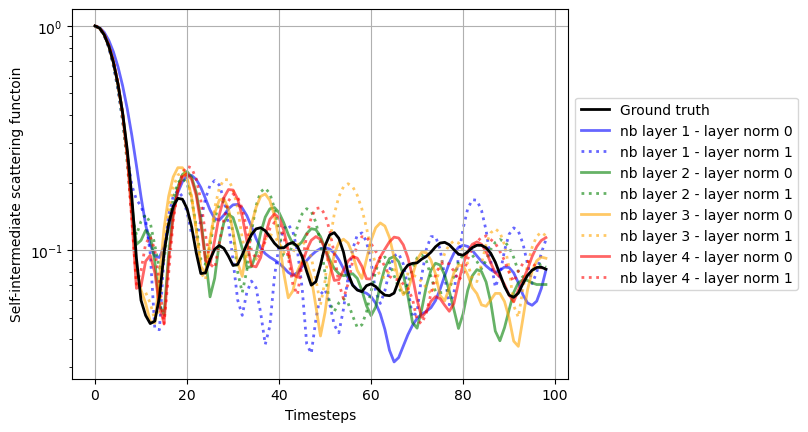 10^0
10^-1
Self-intermediate scattering functoin
0
20
40
60
80
100
Timesteps
Ground truth
nb layer 1 - layer norm 0
nb layer 1 - layer norm 1
nb layer 2 - layer norm 0
nb layer 2 - layer norm 1
nb layer 3 - layer norm 0
nb layer 3 - layer norm 1
nb layer 4 - layer norm 0
nb layer 4 - layer norm 1